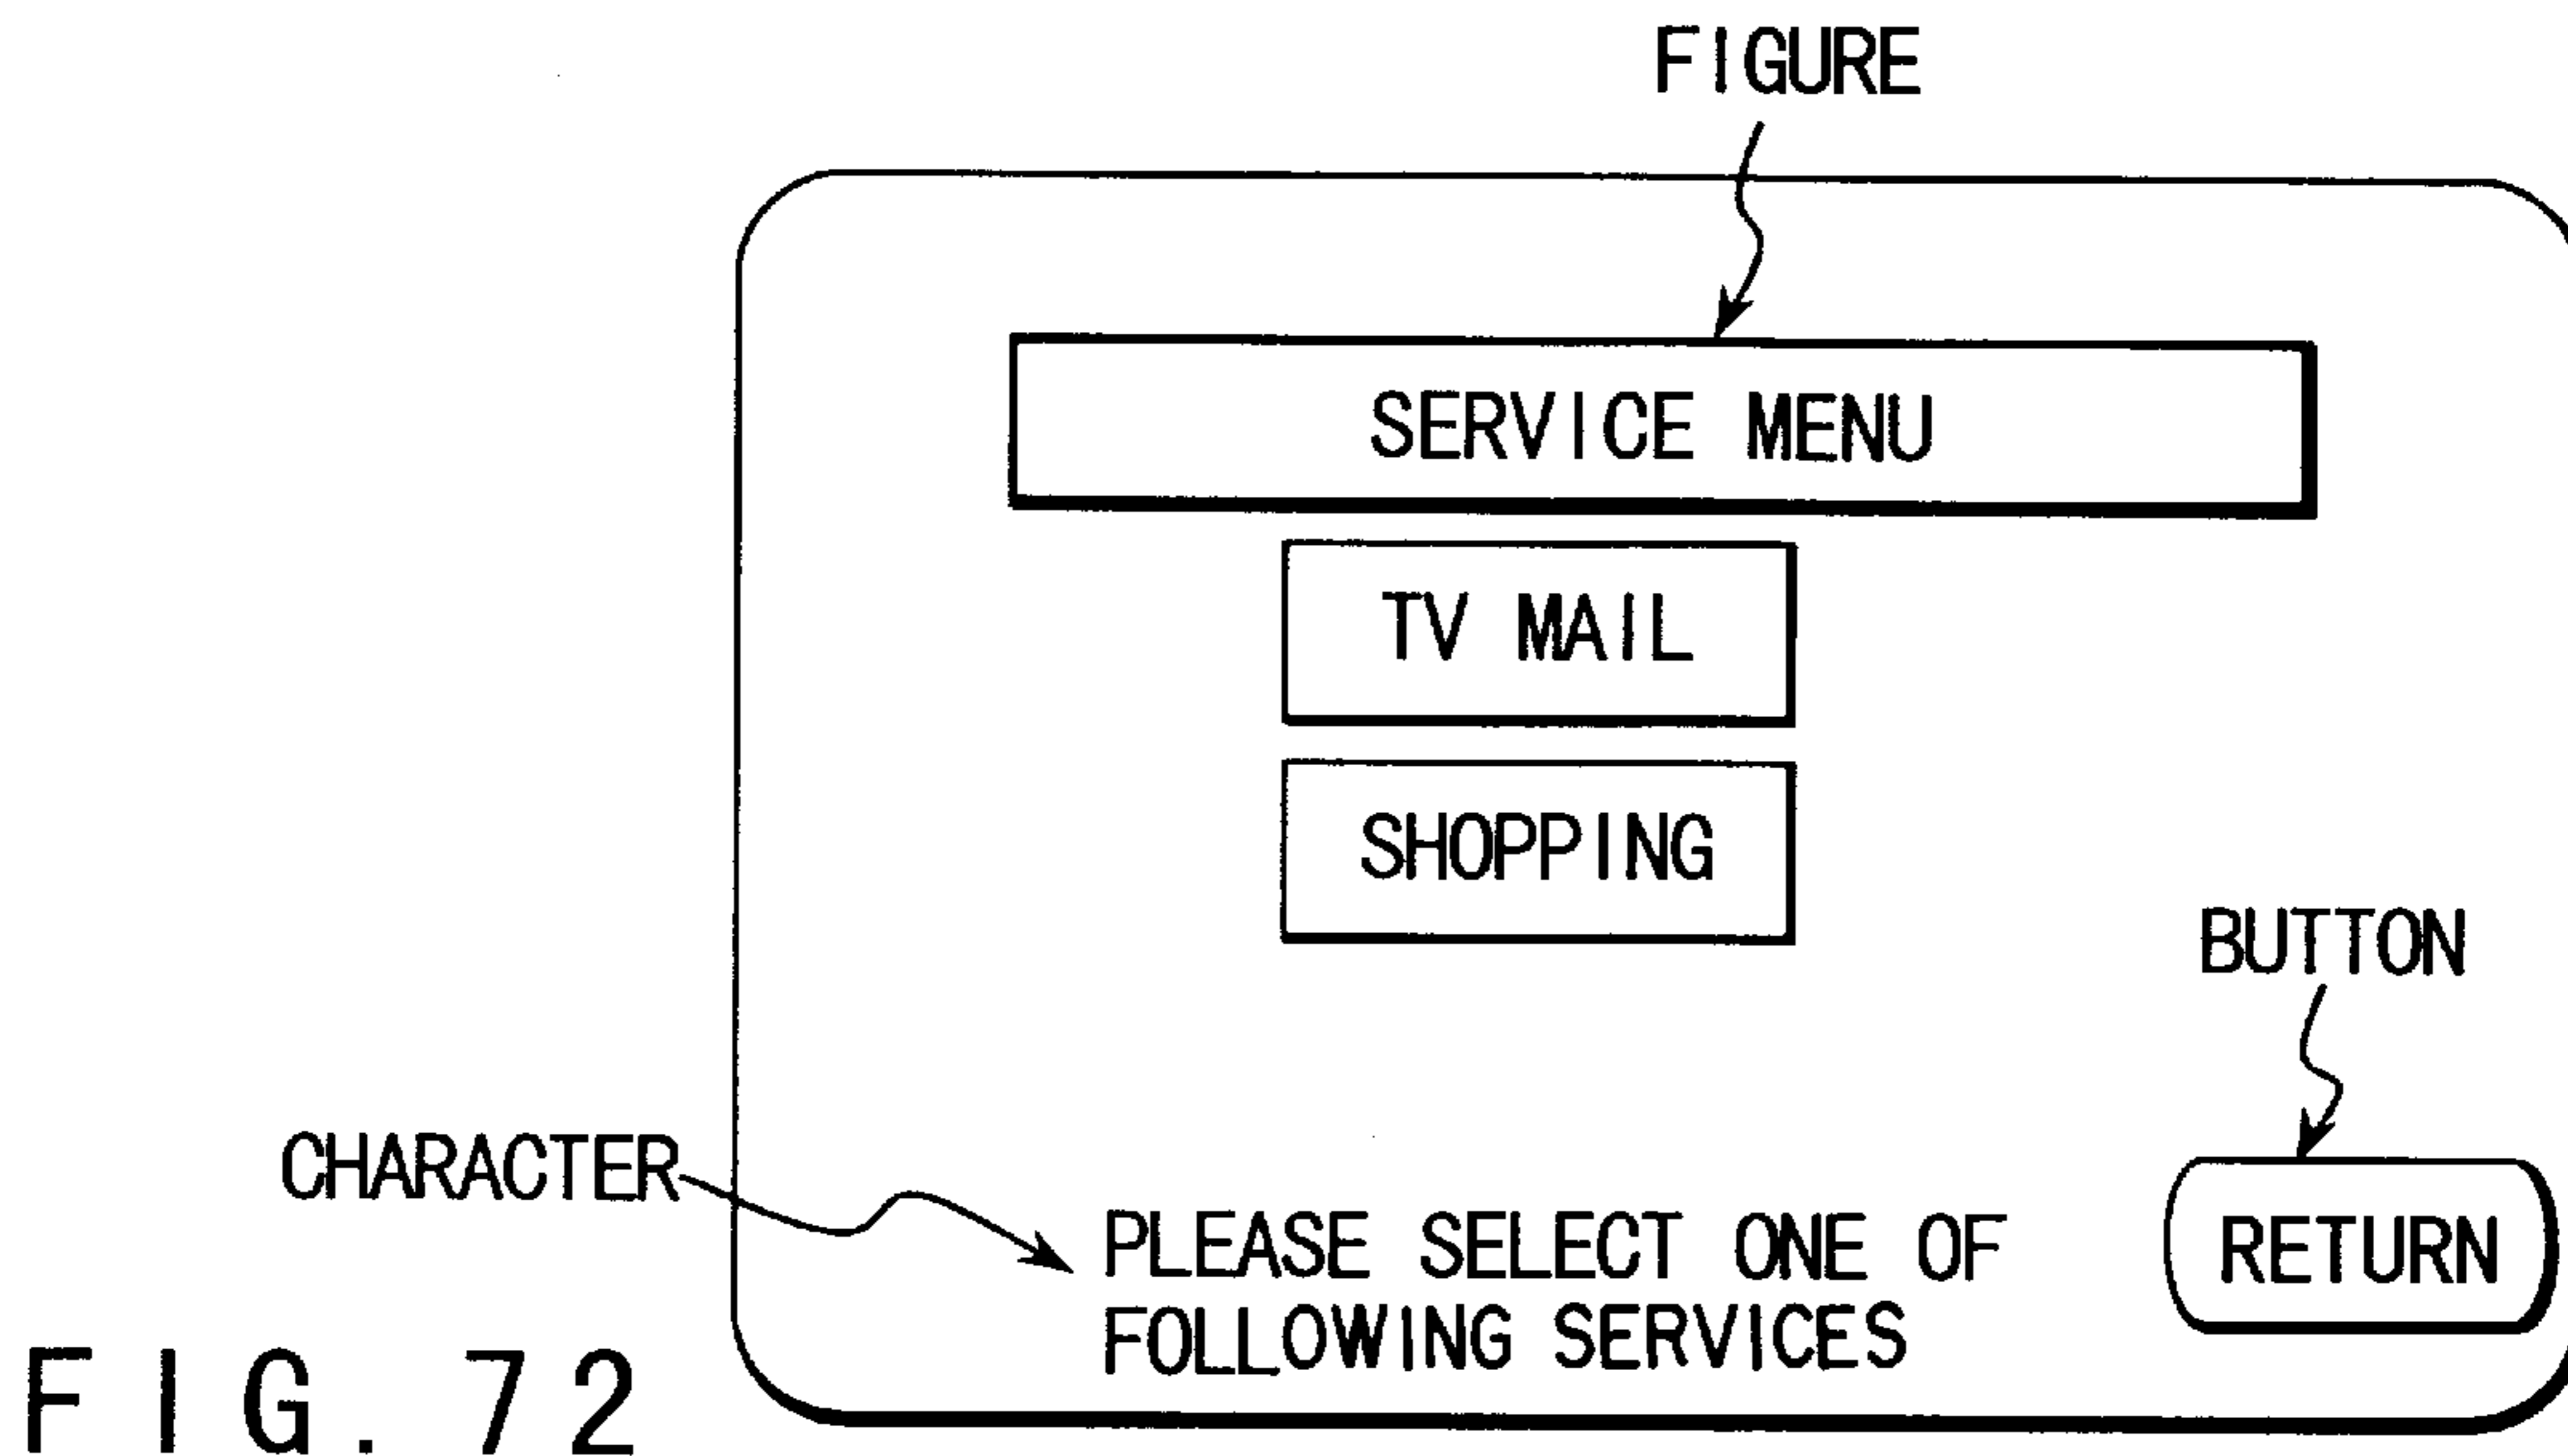 FIGURE
SERVICE MENU
TV MAIL
SHOPPING
BUTTON
CHARACTER
PLEASE SELECT ONE OF
FOLLOWING SERVICES
RETURN
FIG. 72